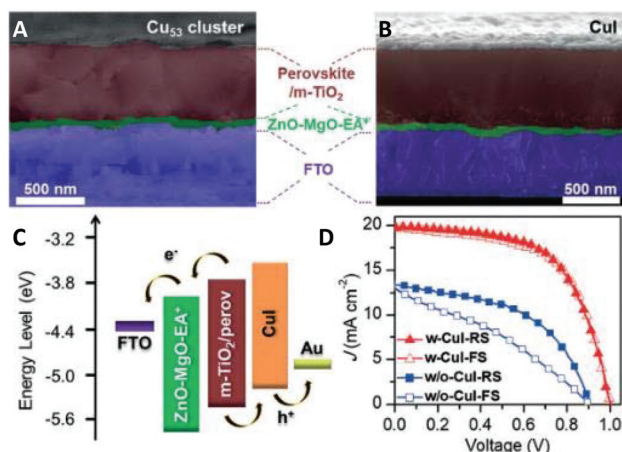 A
Cu53 cluster
500 nm
Perovskite
/m-TiO2
ZnO-MgO-EA+
FTO
B
CuI
500 nm
C
Energy Level (eV)
-3.2
-3.8
-4.4
-5.0
-5.6
e-
FTO
ZnO-MgO-EA+
m-TiO2/perov
CuI
Au
h+
D
J (mA cm-2)
20
15
10
5
0
w-CuI-RS
w-CuI-FS
w/o-CuI-RS
w/o-CuI-FS
0.0 0.2 0.4 0.6 0.8 1.0
Voltage (V)